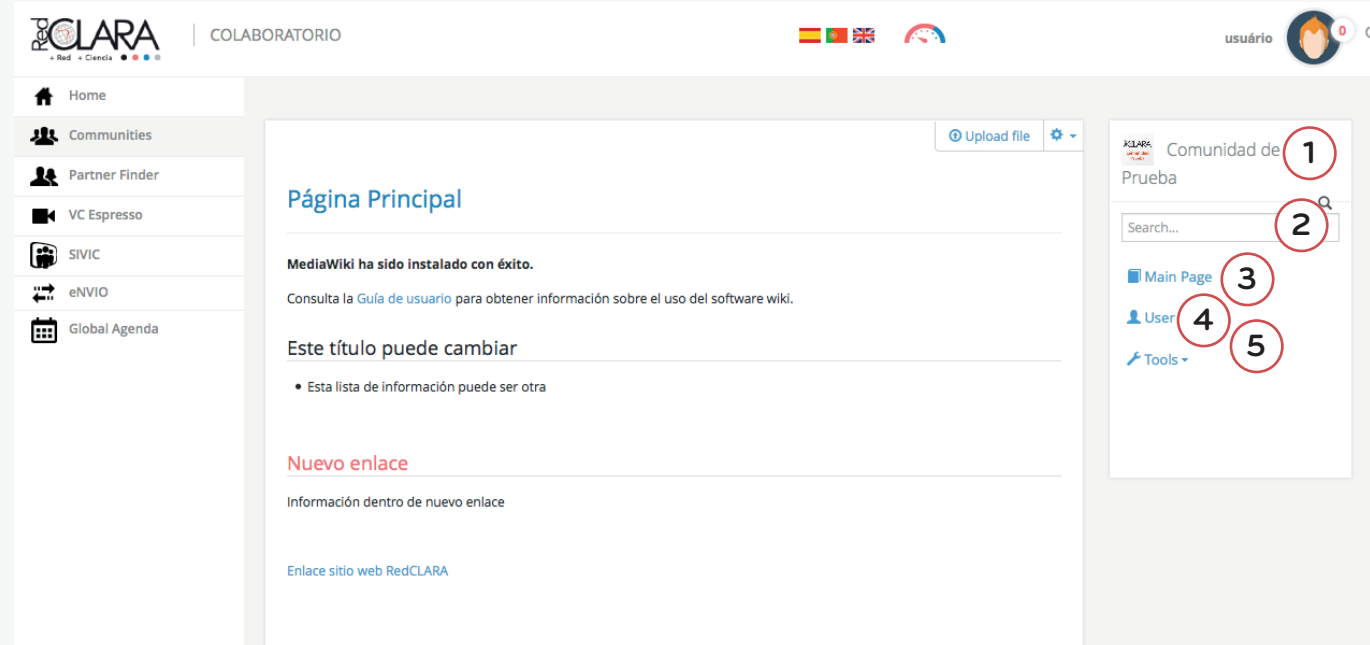 Red CLARA
+ Red + Ciencia
COLABORATORIO
usuário
0
Home
Communities
Partner Finder
VC Espresso
SIVIC
eNVIO
Global Agenda
Upload file
Página Principal
MediaWiki ha sido instalado con éxito.
Consulta la Guía de usuario para obtener información sobre el uso del software wiki.
Este título puede cambiar
• Esta lista de información puede ser otra
Nuevo enlace
Información dentro de nuevo enlace
Enlace sitio web RedCLARA
Comunidad de
Prueba
1
Search...
2
Main Page
3
User
4
5
Tools